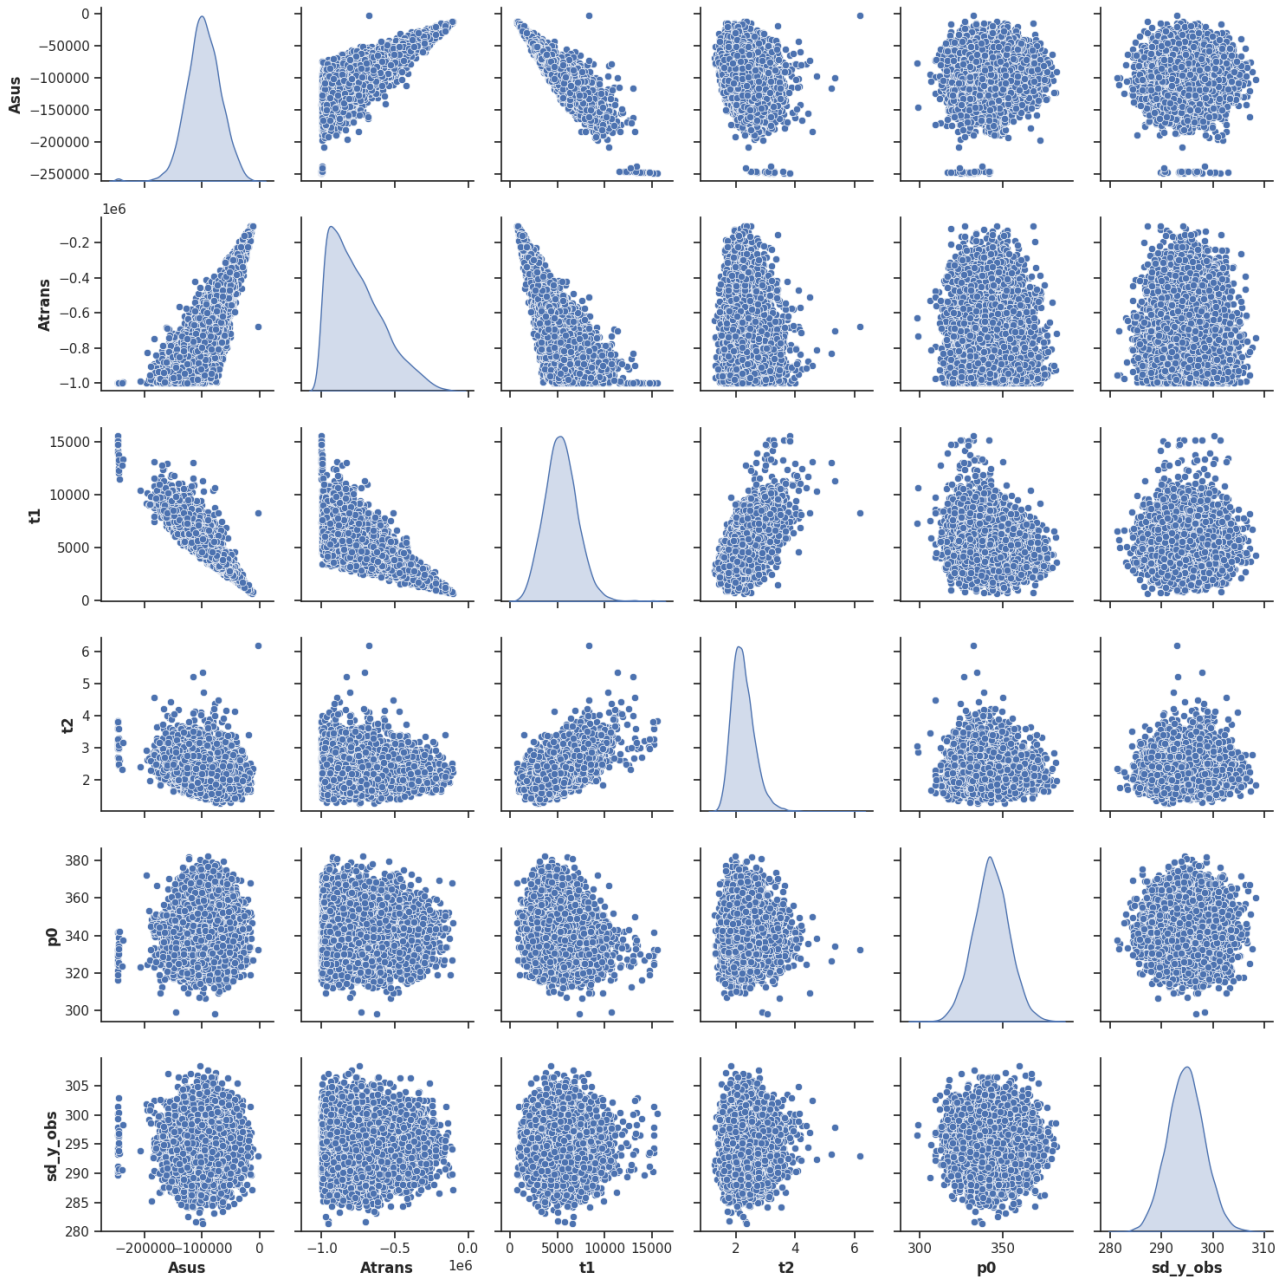 0
−50000
−100000
−150000
−200000
−250000
Asus
1e6
−0.2
−0.4
−0.6
−0.8
−1.0
Atrans
15000
10000
5000
0
t1
6
5
4
3
2
t2
380
360
340
320
300
p0
305
300
295
290
285
280
sd_y_obs
−200000 −100000 0
Asus
−1.0 −0.5 0.0
1e6
Atrans
0 5000 10000 15000
t1
2 4 6
t2
300 350
p0
280 290 300 310
sd_y_obs